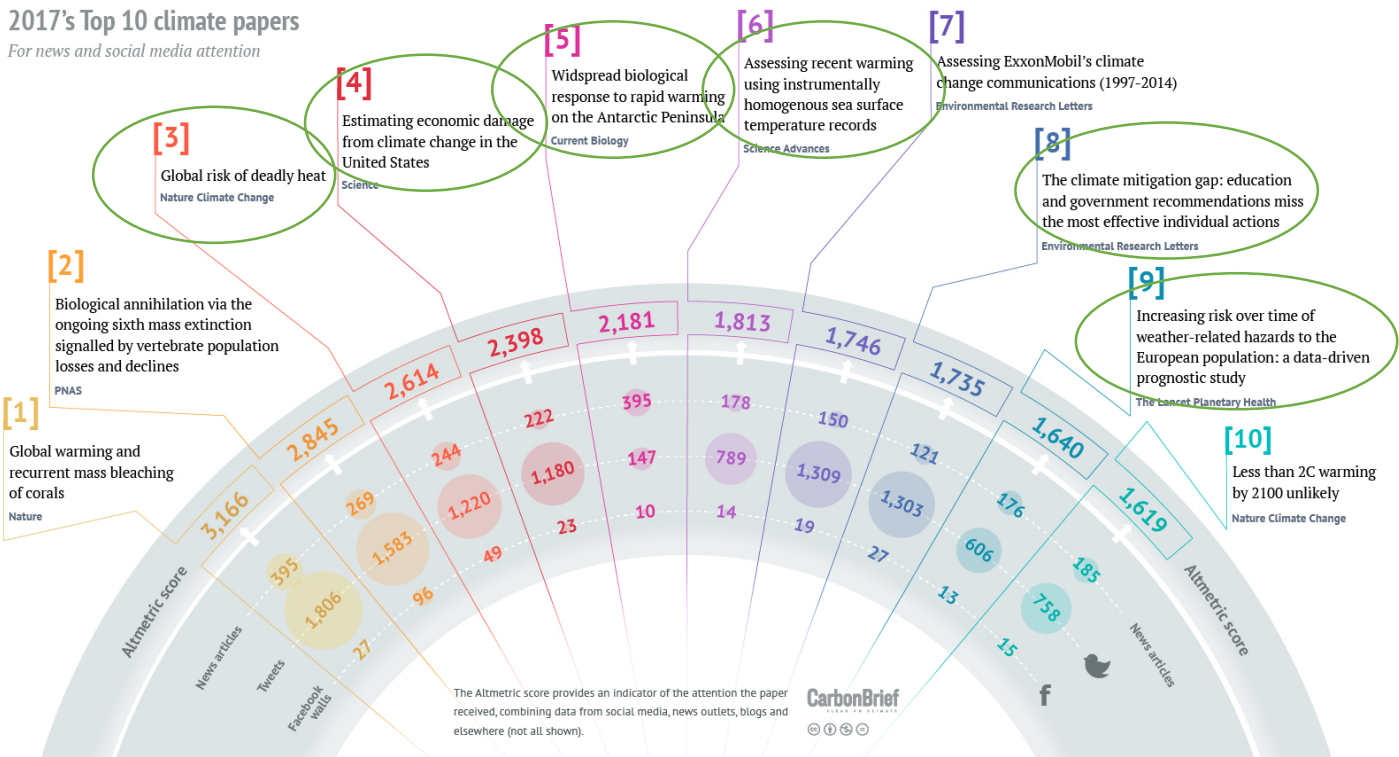 2017's Top 10 climate papers
For news and social media attention
[1]
Global warming and
recurrent mass bleaching
of corals
Nature
[2]
Biological annihilation via the
ongoing sixth mass extinction
signalled by vertebrate population
losses and declines
PNAS
[3]
Global risk of deadly heat
Nature Climate Change
[4]
Estimating economic damage
from climate change in the
United States
Science
[5]
Widspread biological
response to rapid warming
on the Antarctic Peninsula
Current Biology
[6]
Assessing recent warming
using instrumentally
homogenous sea surface
temperature records
Science Advances
[7]
Assessing ExxonMobil's climate
change communications (1997-2014)
Environmental Research Letters
[8]
The climate mitigation gap: education
and government recommendations miss
the most effective individual actions
Environmental Research Letters
[9]
Increasing risk over time of
weather-related hazards to the
European population: a data-driven
prognostic study
The Lancet Planetary Health
[10]
Less than 2C warming
by 2100 unlikely
Nature Climate Change
Altmetric score
3,166
2,845
2,614
2,398
2,181
1,813
1,746
1,735
1,640
1,619
Altmetric score
News articles
395
269
244
222
395
178
150
121
176
185
News articles
Tweets
1,806
1,583
1,220
1,180
147
789
1,309
1,303
606
758
Facebook
walls
27
96
49
23
10
14
19
27
13
15
f
The Altmetric score provides an indicator of the attention the paper
received, combining data from social media, news outlets, blogs and
elsewhere (not all shown).
CarbonBrief
CLEAR ON CLIMATE